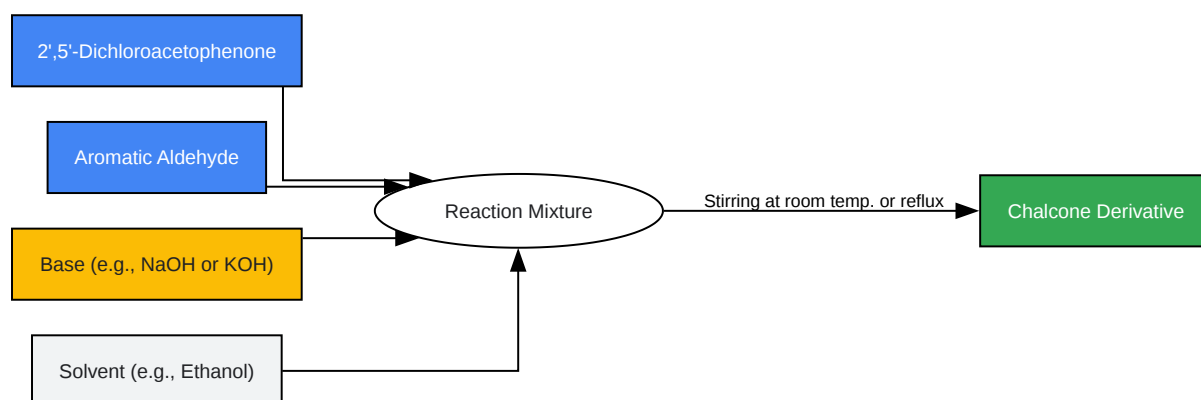 2',5'-Dichloroacetophenone
Aromatic Aldehyde
Reaction Mixture
Stirring at room temp. or reflux
Chalcone Derivative
Base (e.g., NaOH or KOH)
Solvent (e.g., Ethanol)